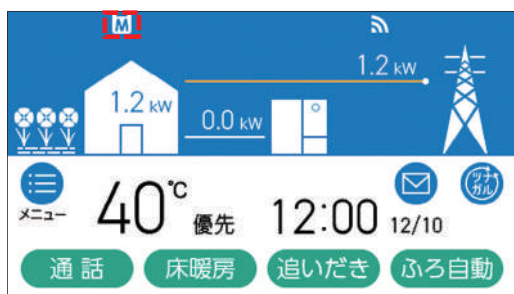 M
1.2 kW
1.2 kW
0.0 kW
メニュー
40℃
優先
12:00
12/10
ツナガル
通話
床暖房
追いだき
ふろ自動